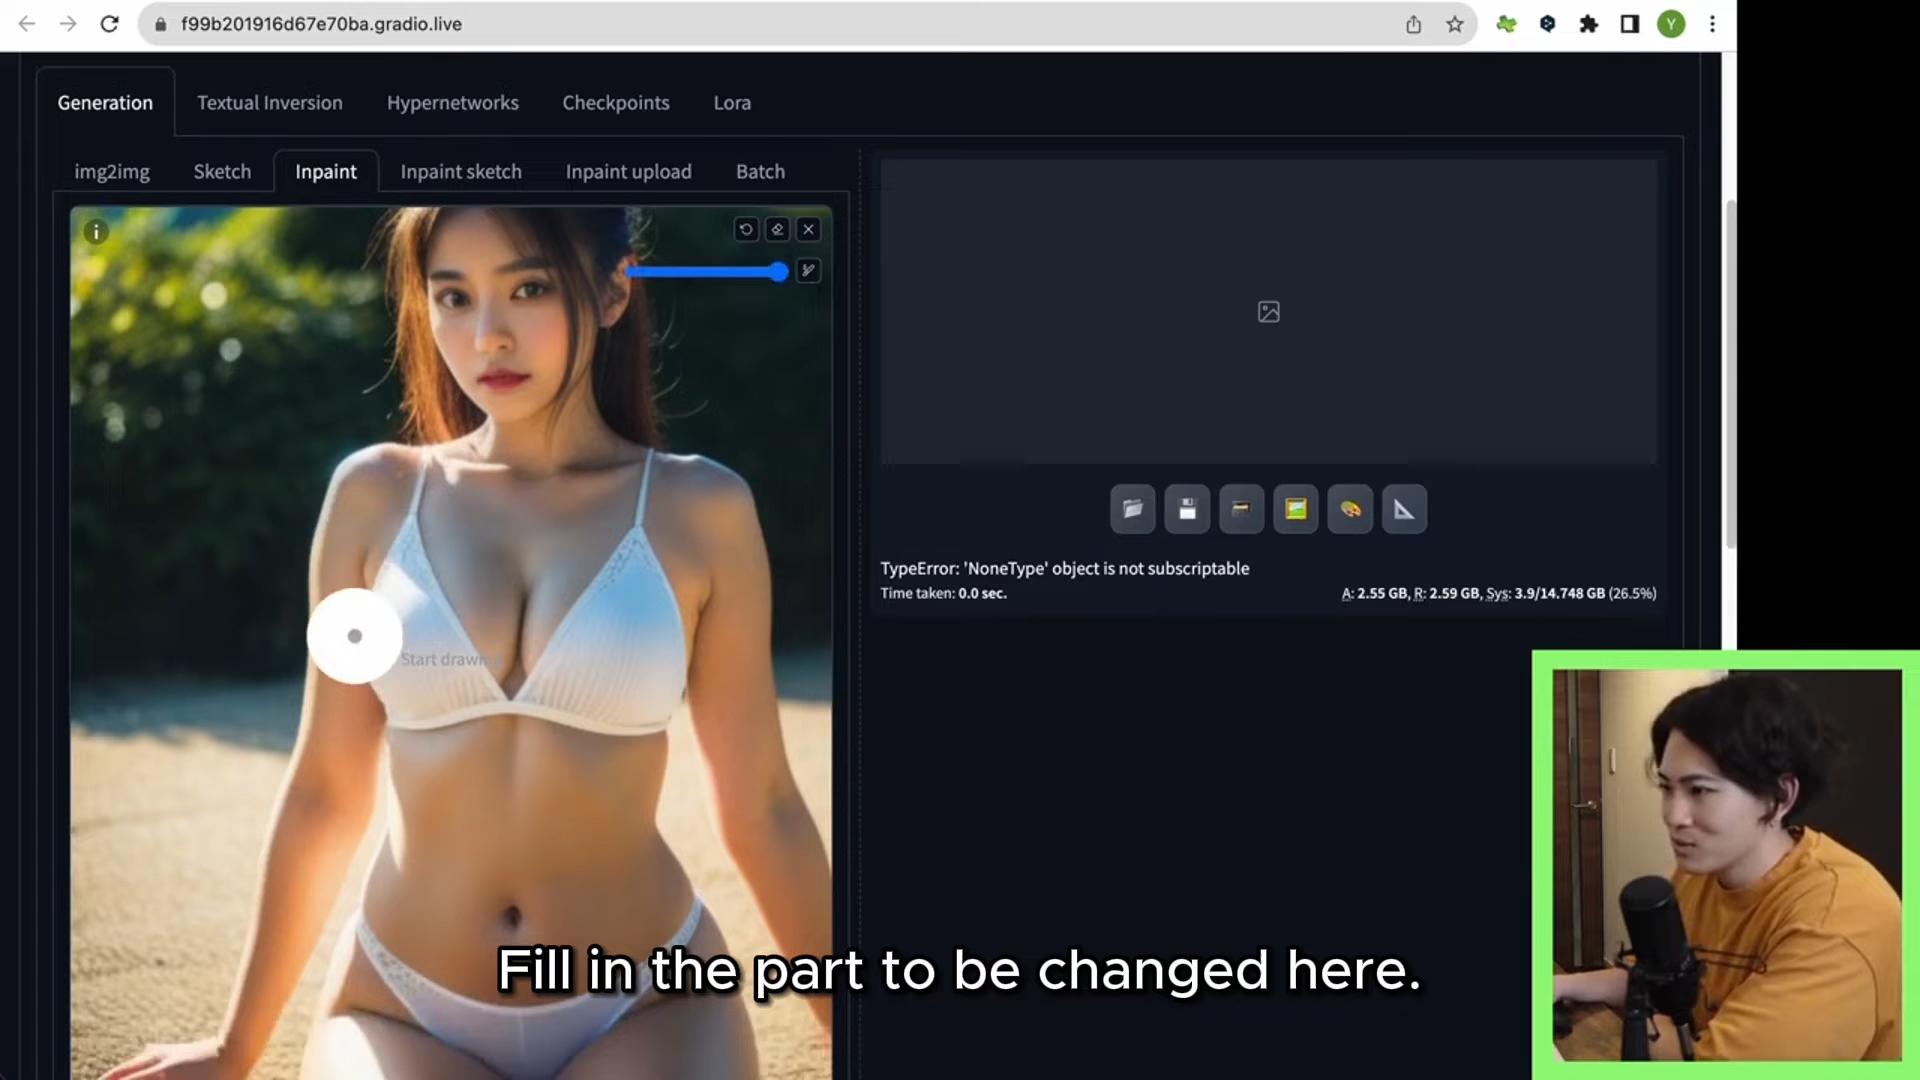 f99b201916d67e70ba.gradio.live
Y
Generation Textual Inversion Hypernetworks Checkpoints Lora
img2img Sketch Inpaint Inpaint sketch Inpaint upload Batch
i
Start drawing
TypeError: 'NoneType' object is not subscriptable
Time taken: 0.0 sec.
A: 2.55 GB, R: 2.59 GB, Sys: 3.9/14.748 GB (26.5%)
Fill in the part to be changed here.